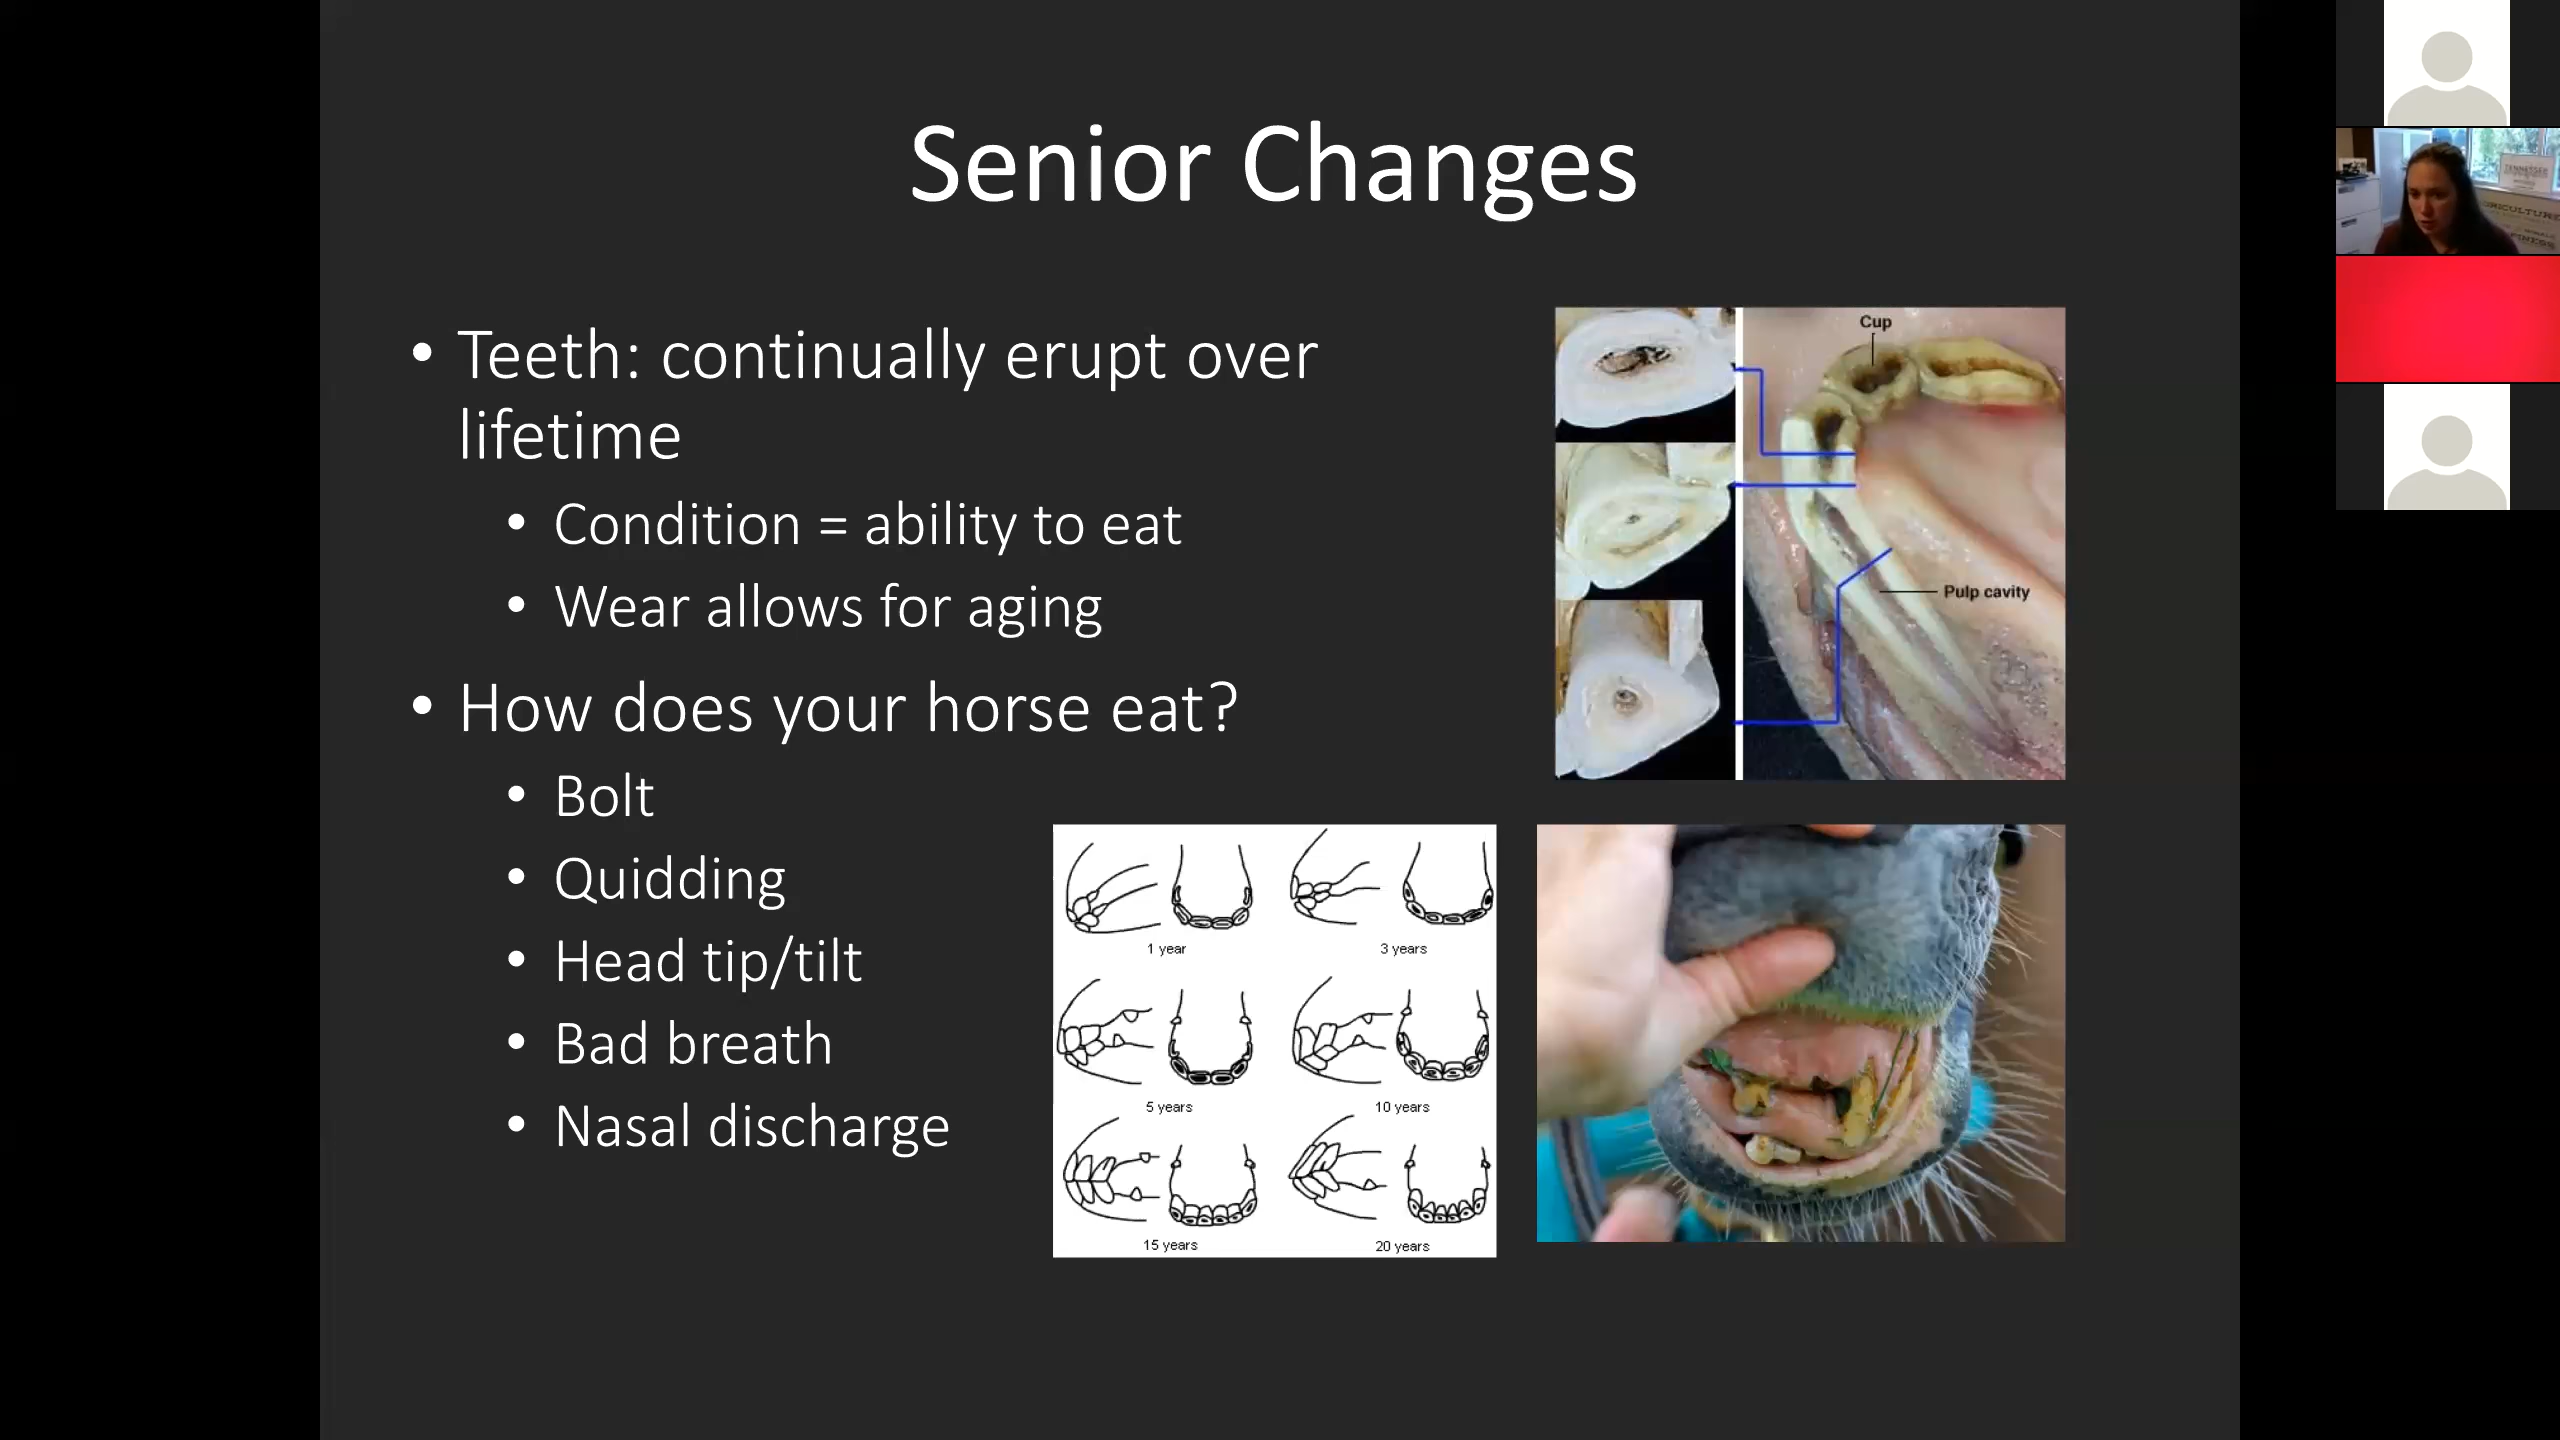 Senior Changes
• Teeth: continually erupt over
lifetime
• Condition = ability to eat
• Wear allows for aging
• How does your horse eat?
• Bolt
• Quidding
• Head tip/tilt
• Bad breath
• Nasal discharge
Cup
Pulp cavity
1 year
3 years
5 years
10 years
15 years
20 years
TENNESSEE